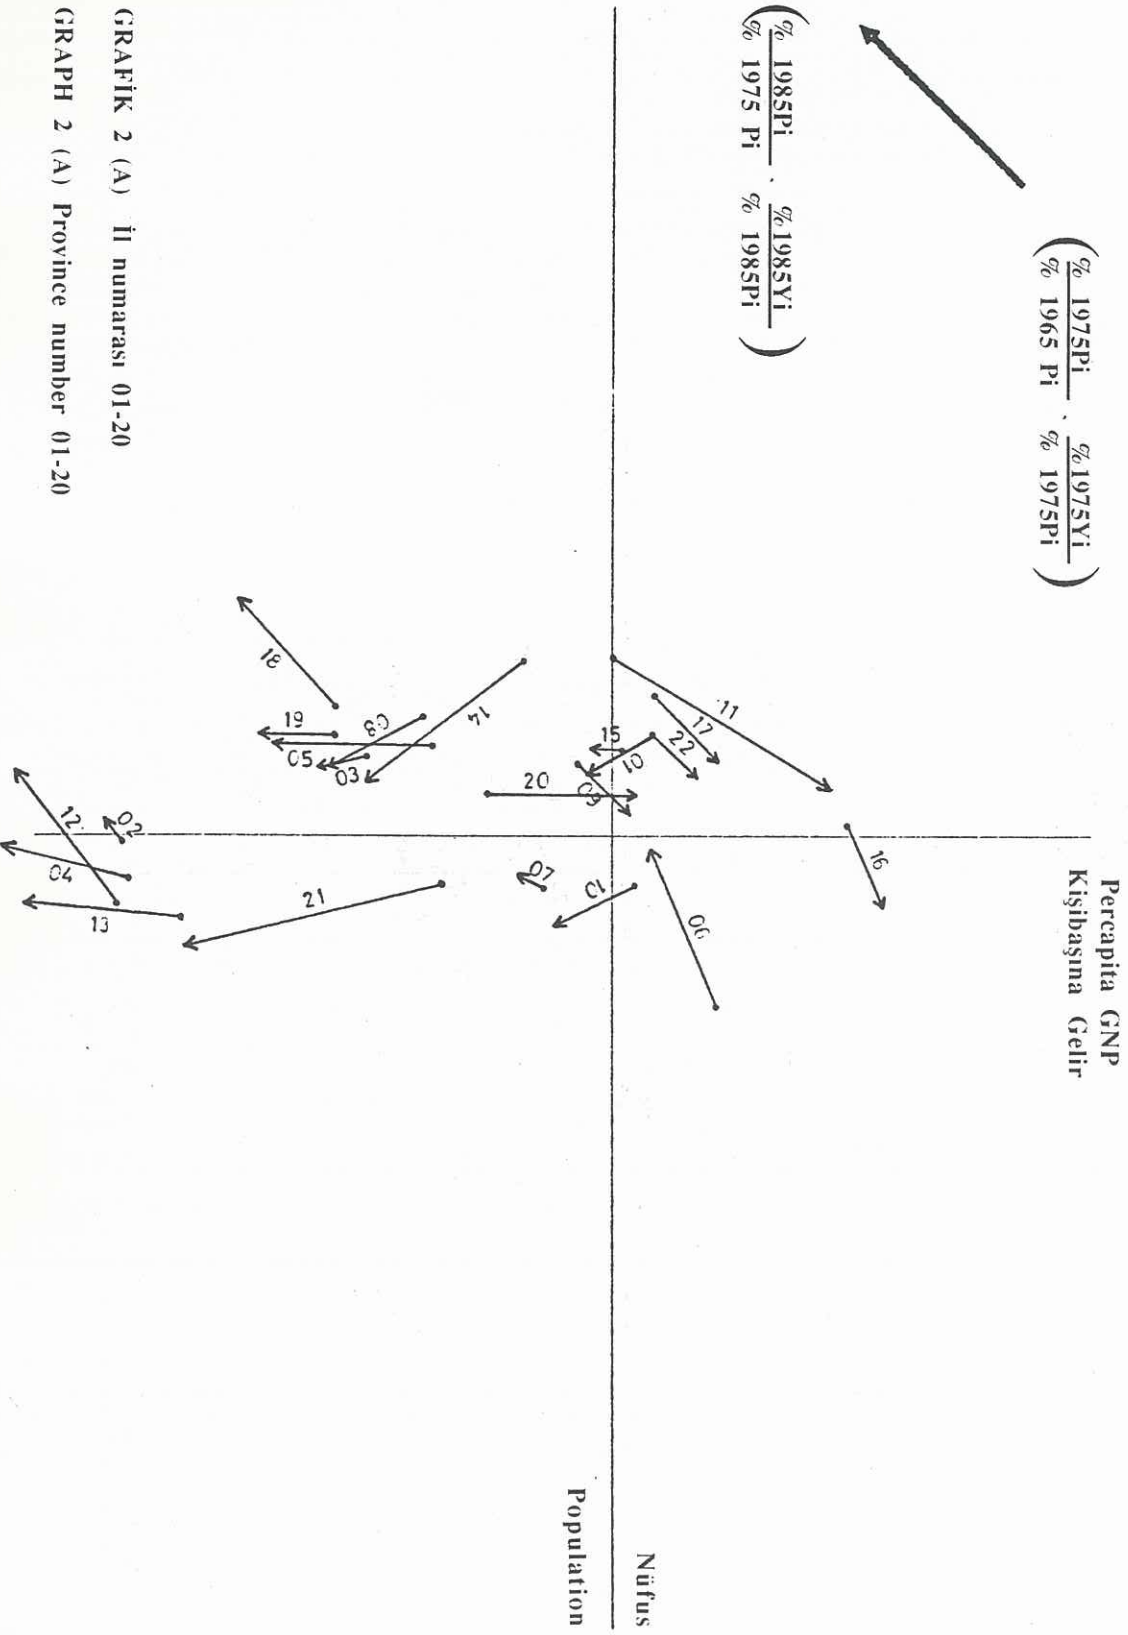 Percapita GNP
Kişibaşına Gelir
( % 1975Pi / % 1965 Pi , % 1975Yi / % 1975Pi )
( % 1985Pi / % 1975 Pi , % 1985Yi / % 1985Pi )
Nüfus
Population
16
11
17
22
15
10
09
20
06
01
07
14
08
03
05
19
18
21
02
12
04
13
GRAFİK 2 (A) İl numarası 01-20
GRAPH 2 (A) Province number 01-20